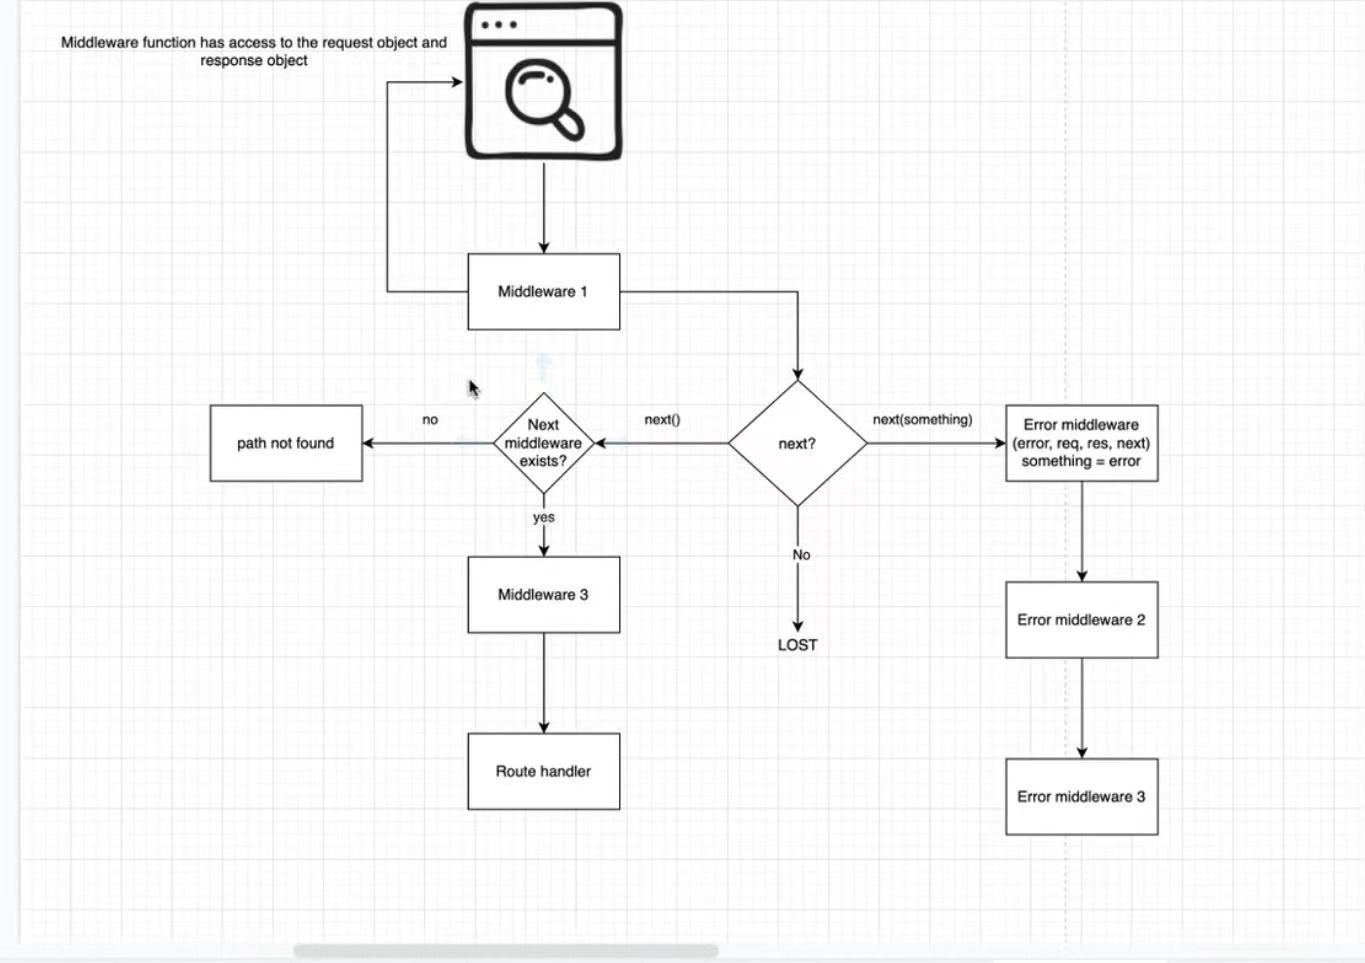 Middleware function has access to the request object and
response object
Middleware 1
no
Next
middleware
exists?
next()
next?
next(something)
Error middleware
(error, req, res, next)
something = error
path not found
yes
No
Middleware 3
LOST
Error middleware 2
Route handler
Error middleware 3